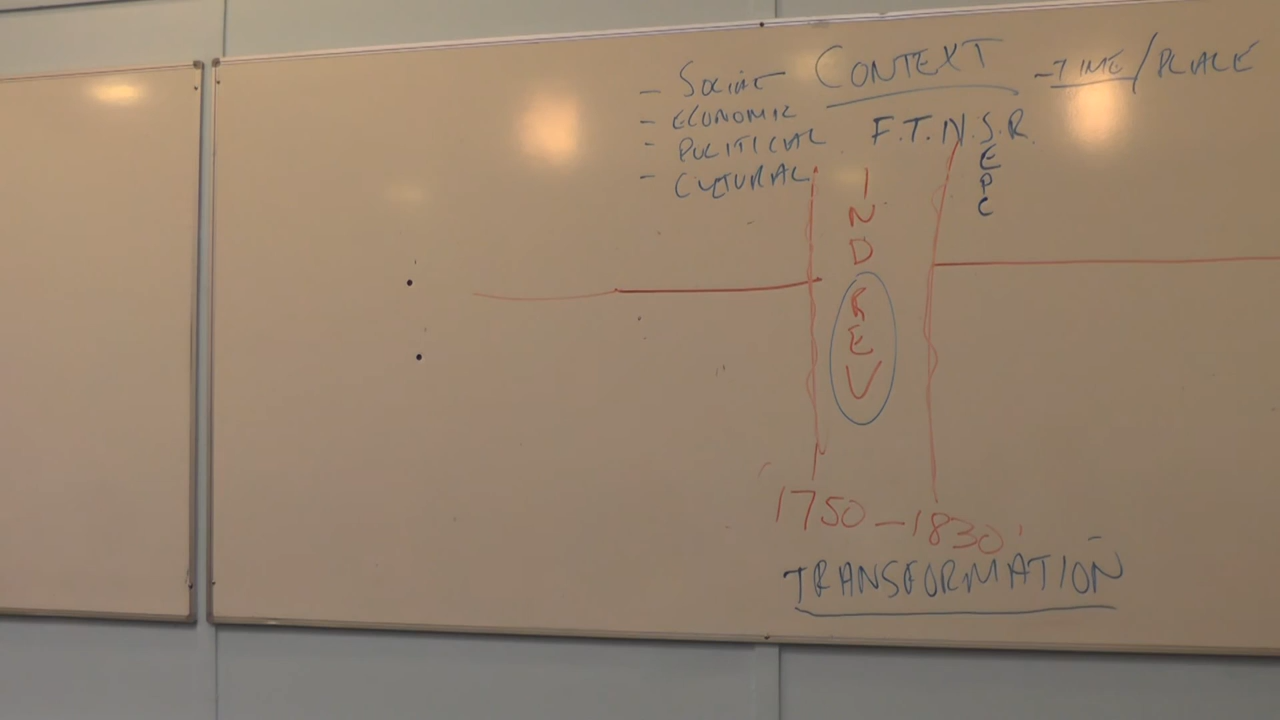 CONTEXT
- TIME/PLACE
- SOCIAL
- ECONOMIC
- POLITICAL
- CULTURAL
F.T.N.S.R.
E
P
C
I
N
D
R
E
V
1750-1830
TRANSFORMATION